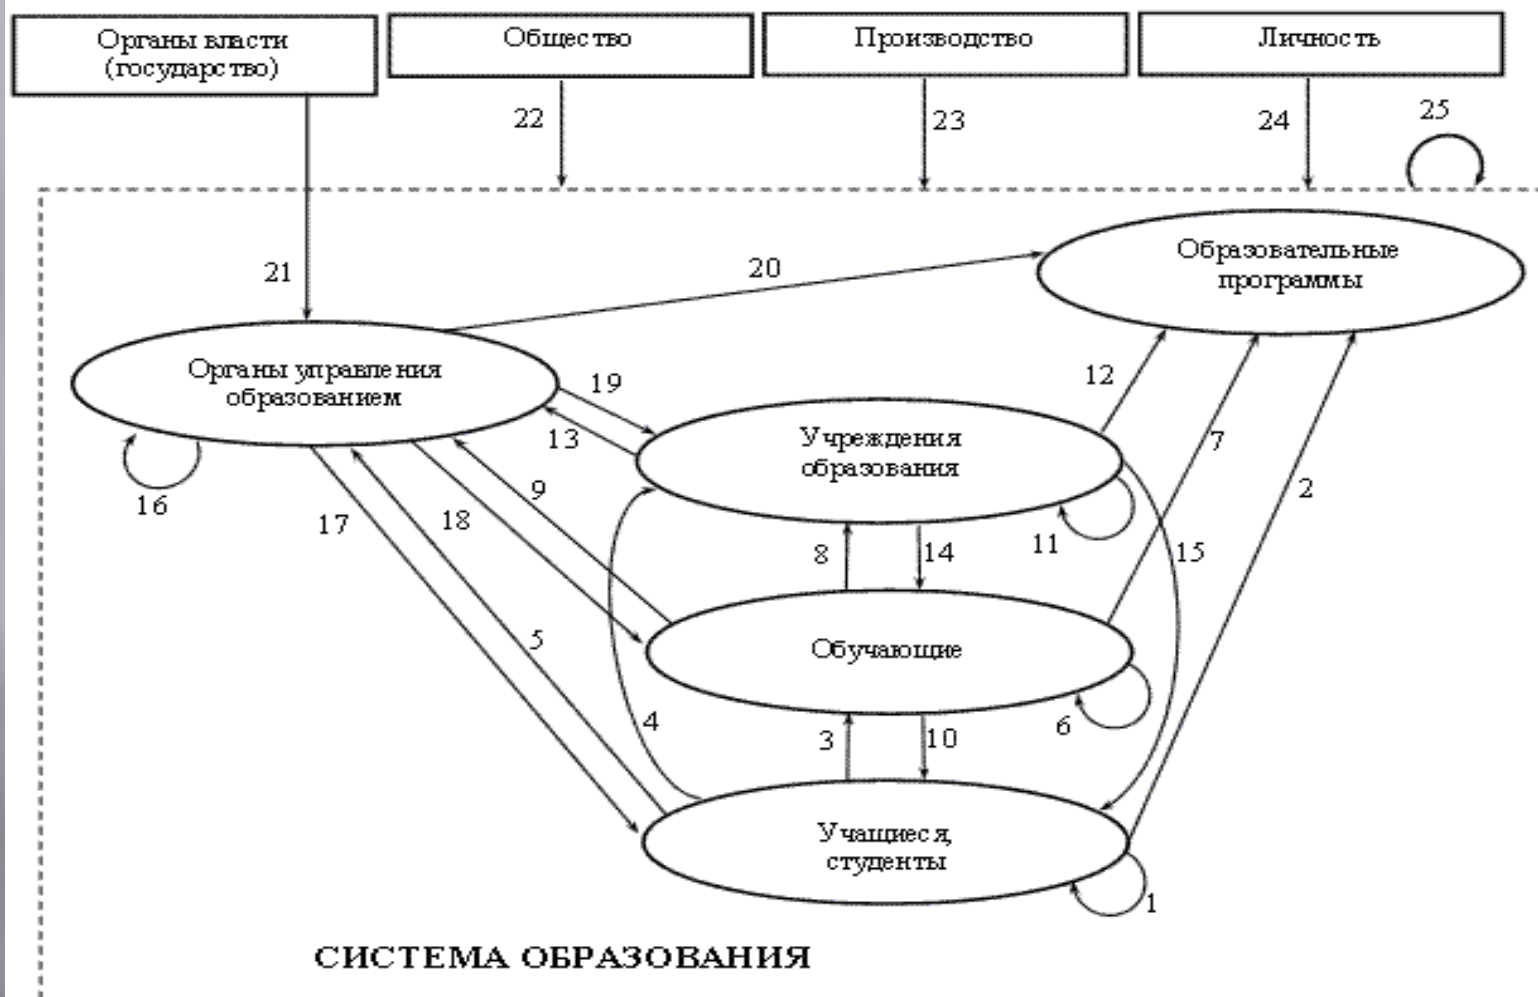 Органы власти
(государство)
Общество
Производство
Личность
22
23
24
25
21
20
Образовательные
программы
Органы управления
образованием
19
13
12
Учреждения
образования
7
2
16
17
18
9
11
8
14
15
5
Обучающие
4
3
10
6
Учащиеся,
студенты
1
СИСТЕМА ОБРАЗОВАНИЯ